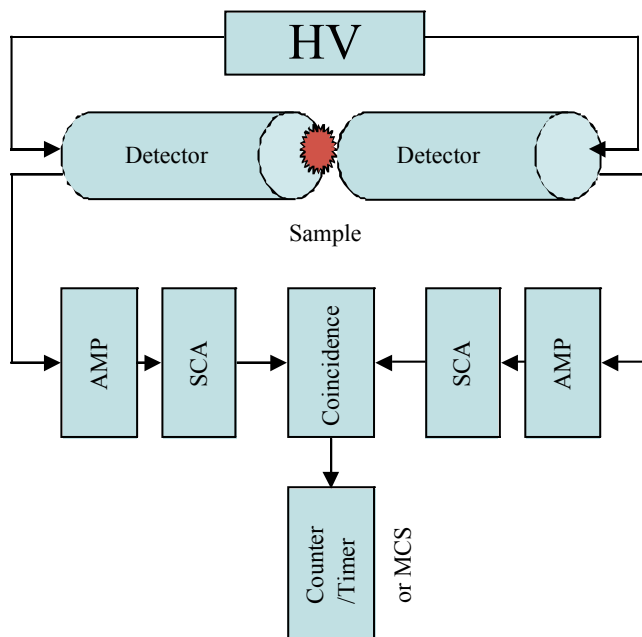 HV
Detector
Detector
Sample
AMP
SCA
Coincidence
SCA
AMP
Counter
/Timer
or MCS